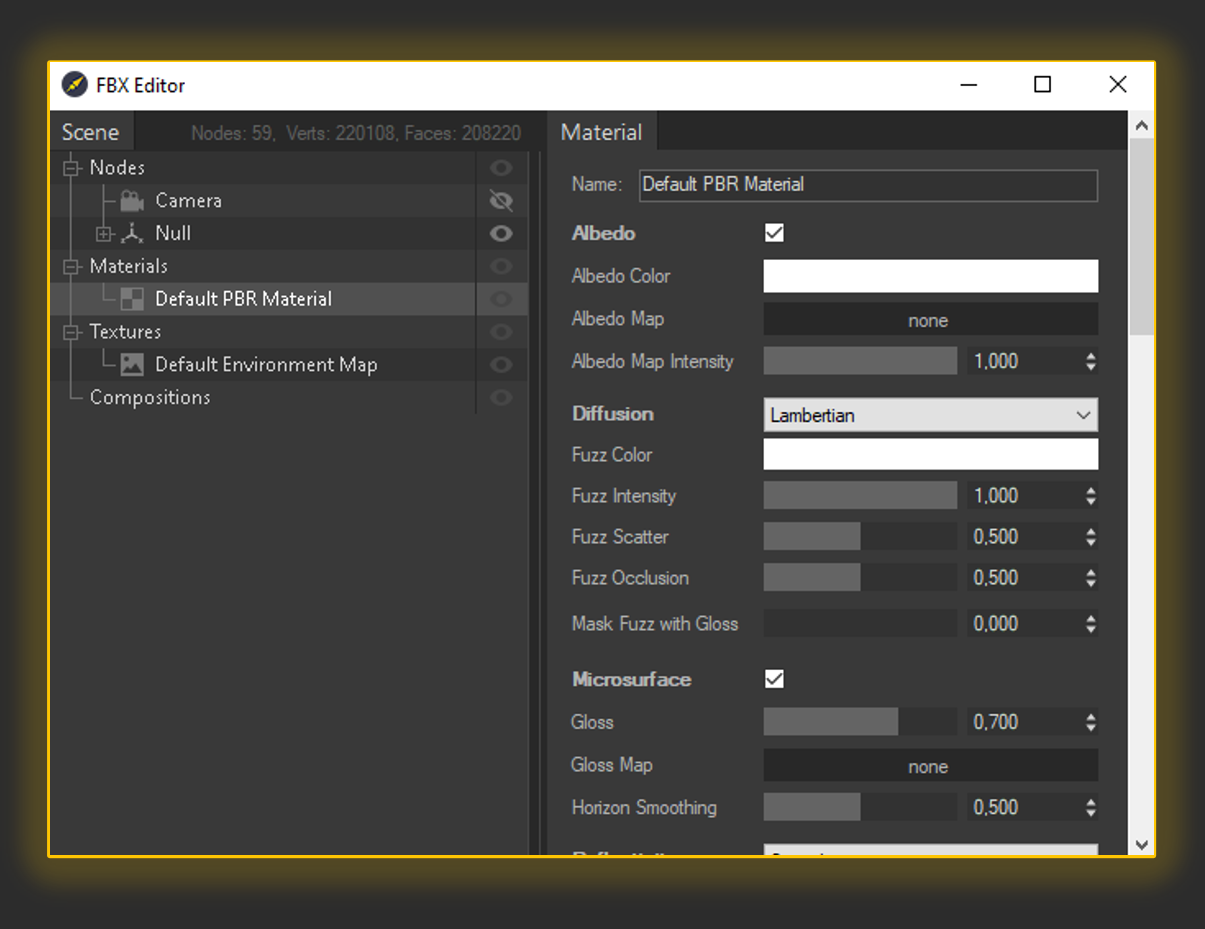 FBX Editor
Scene
Nodes: 59, Verts: 220108, Faces: 208220
Nodes
Camera
Null
Materials
Default PBR Material
Textures
Default Environment Map
Compositions
Material
Name: Default PBR Material
Albedo
Albedo Color
Albedo Map none
Albedo Map Intensity 1,000
Diffusion Lambertian
Fuzz Color
Fuzz Intensity 1,000
Fuzz Scatter 0,500
Fuzz Occlusion 0,500
Mask Fuzz with Gloss 0,000
Microsurface
Gloss 0,700
Gloss Map none
Horizon Smoothing 0,500